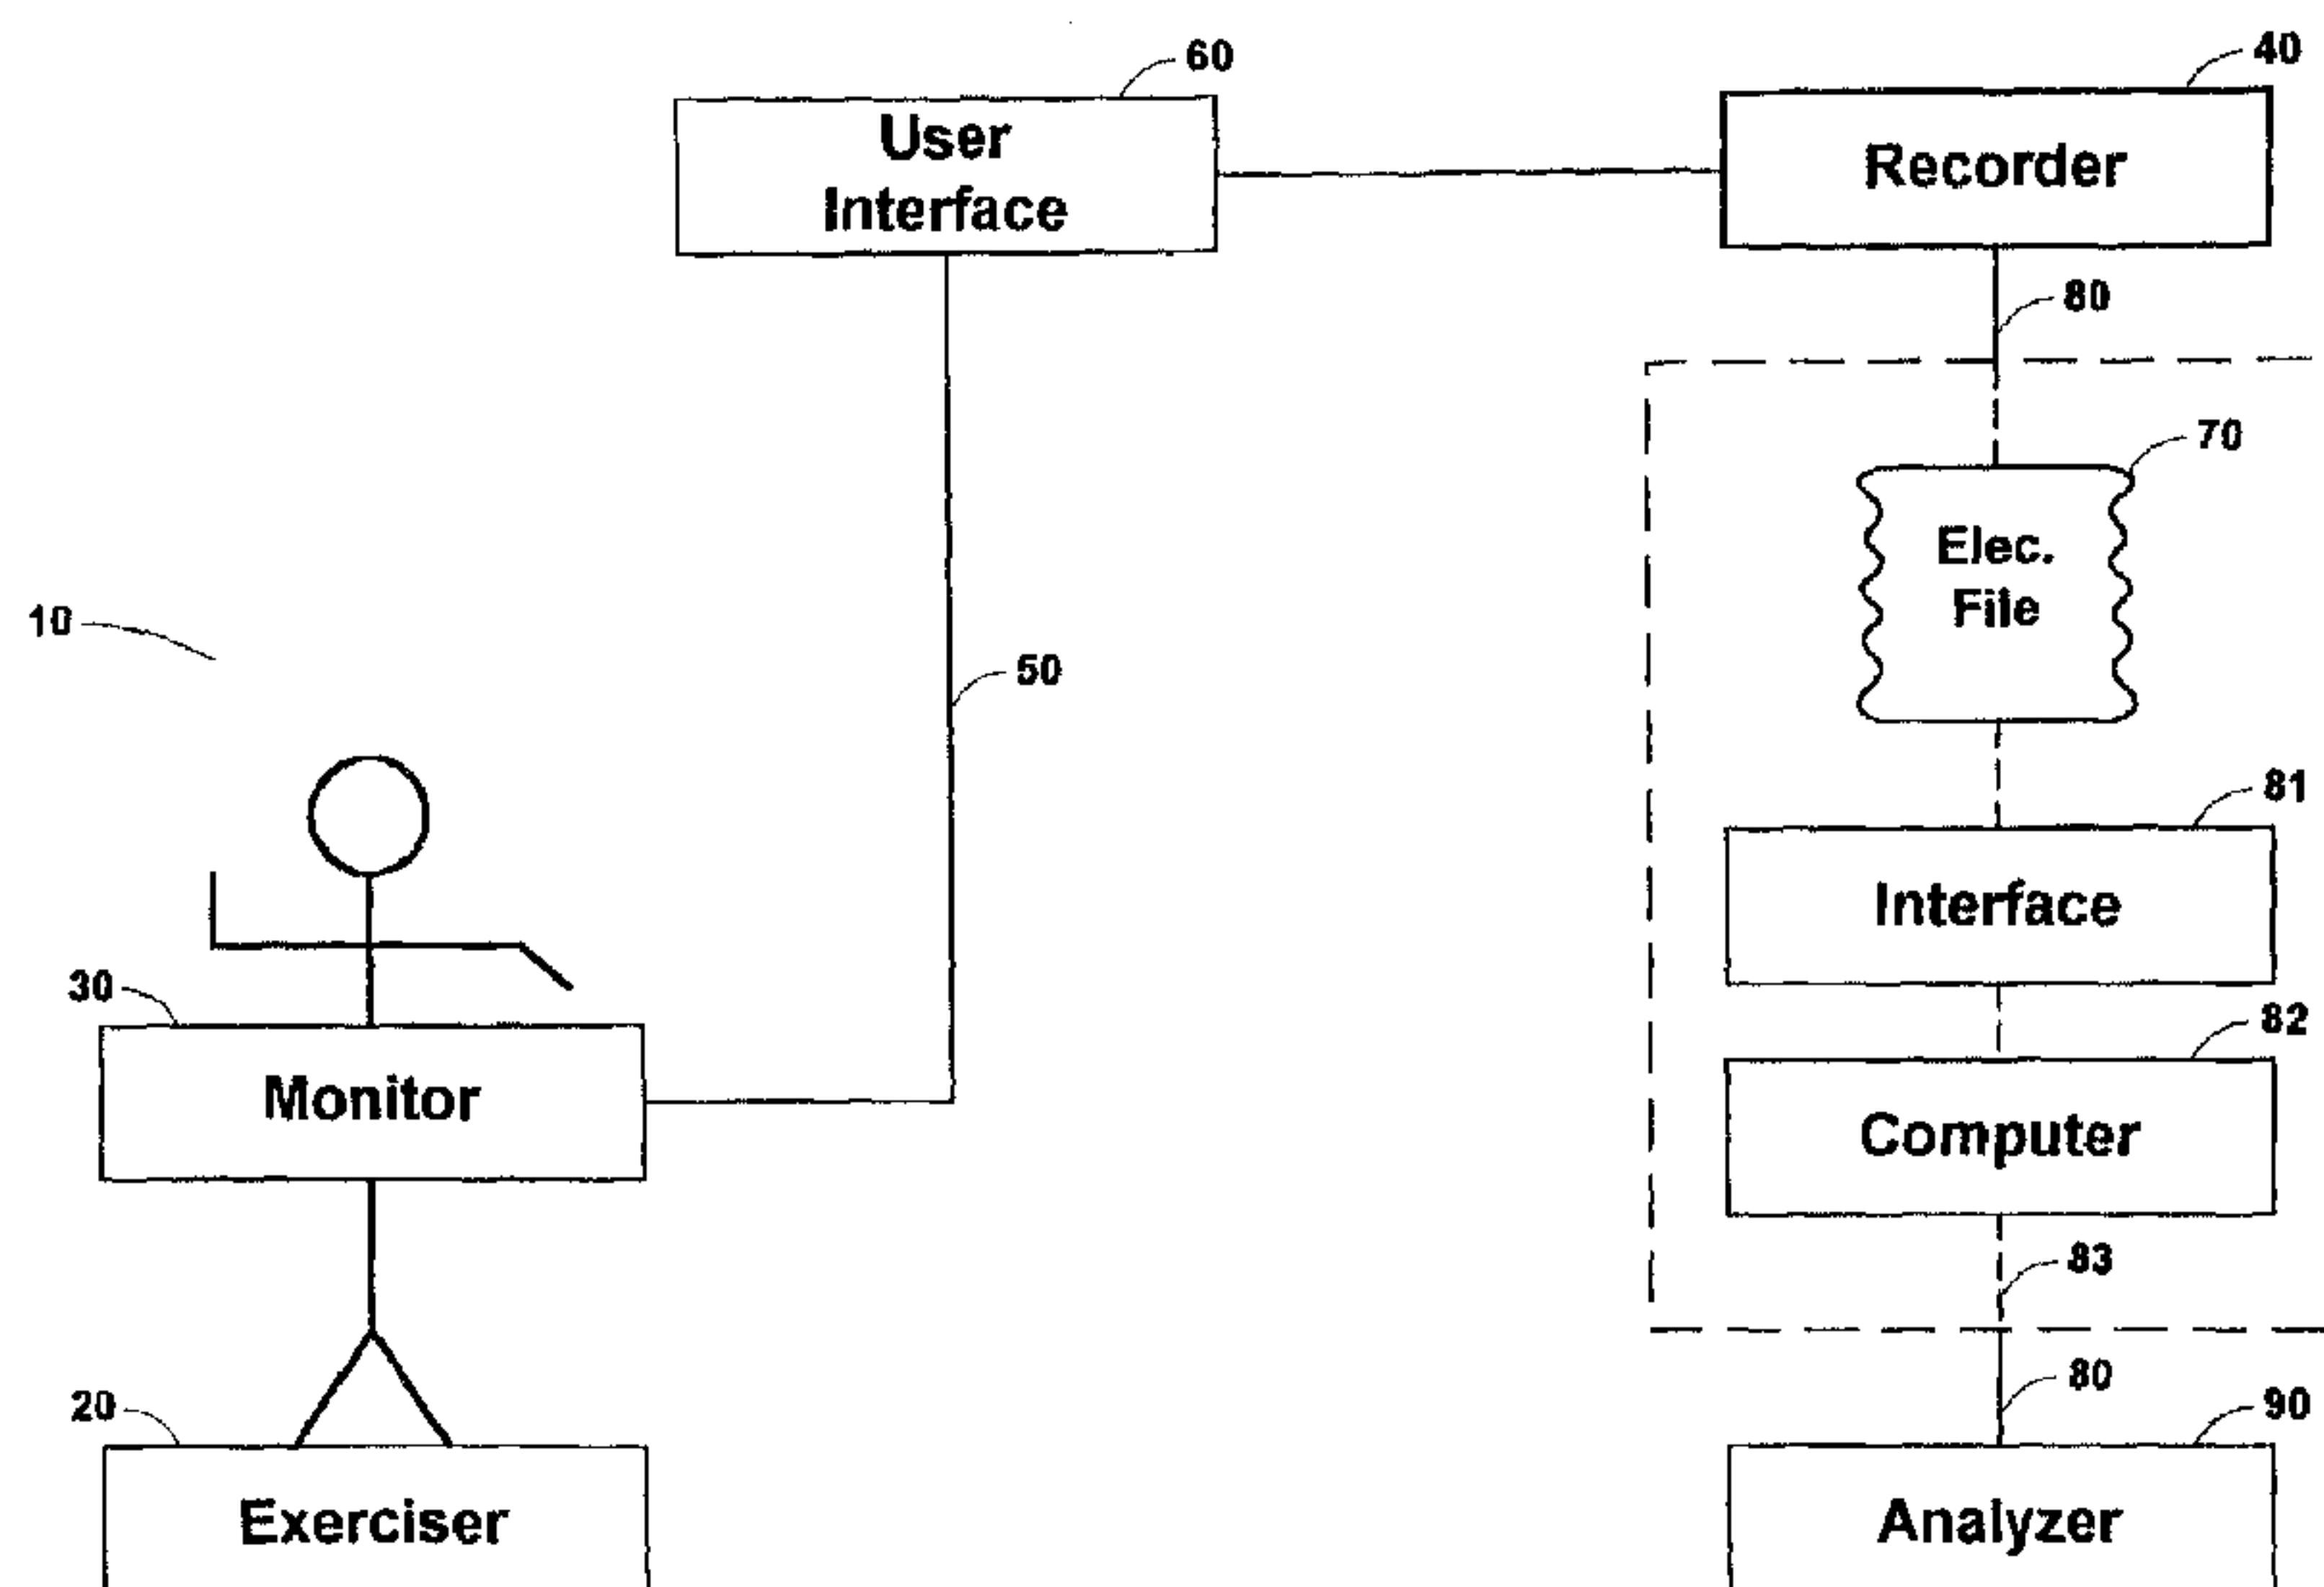 60
User
Interface
40
Recorder
80
70
Elec.
File
10
50
81
Interface
30
Monitor
82
Computer
83
80
20
Exerciser
90
Analyzer